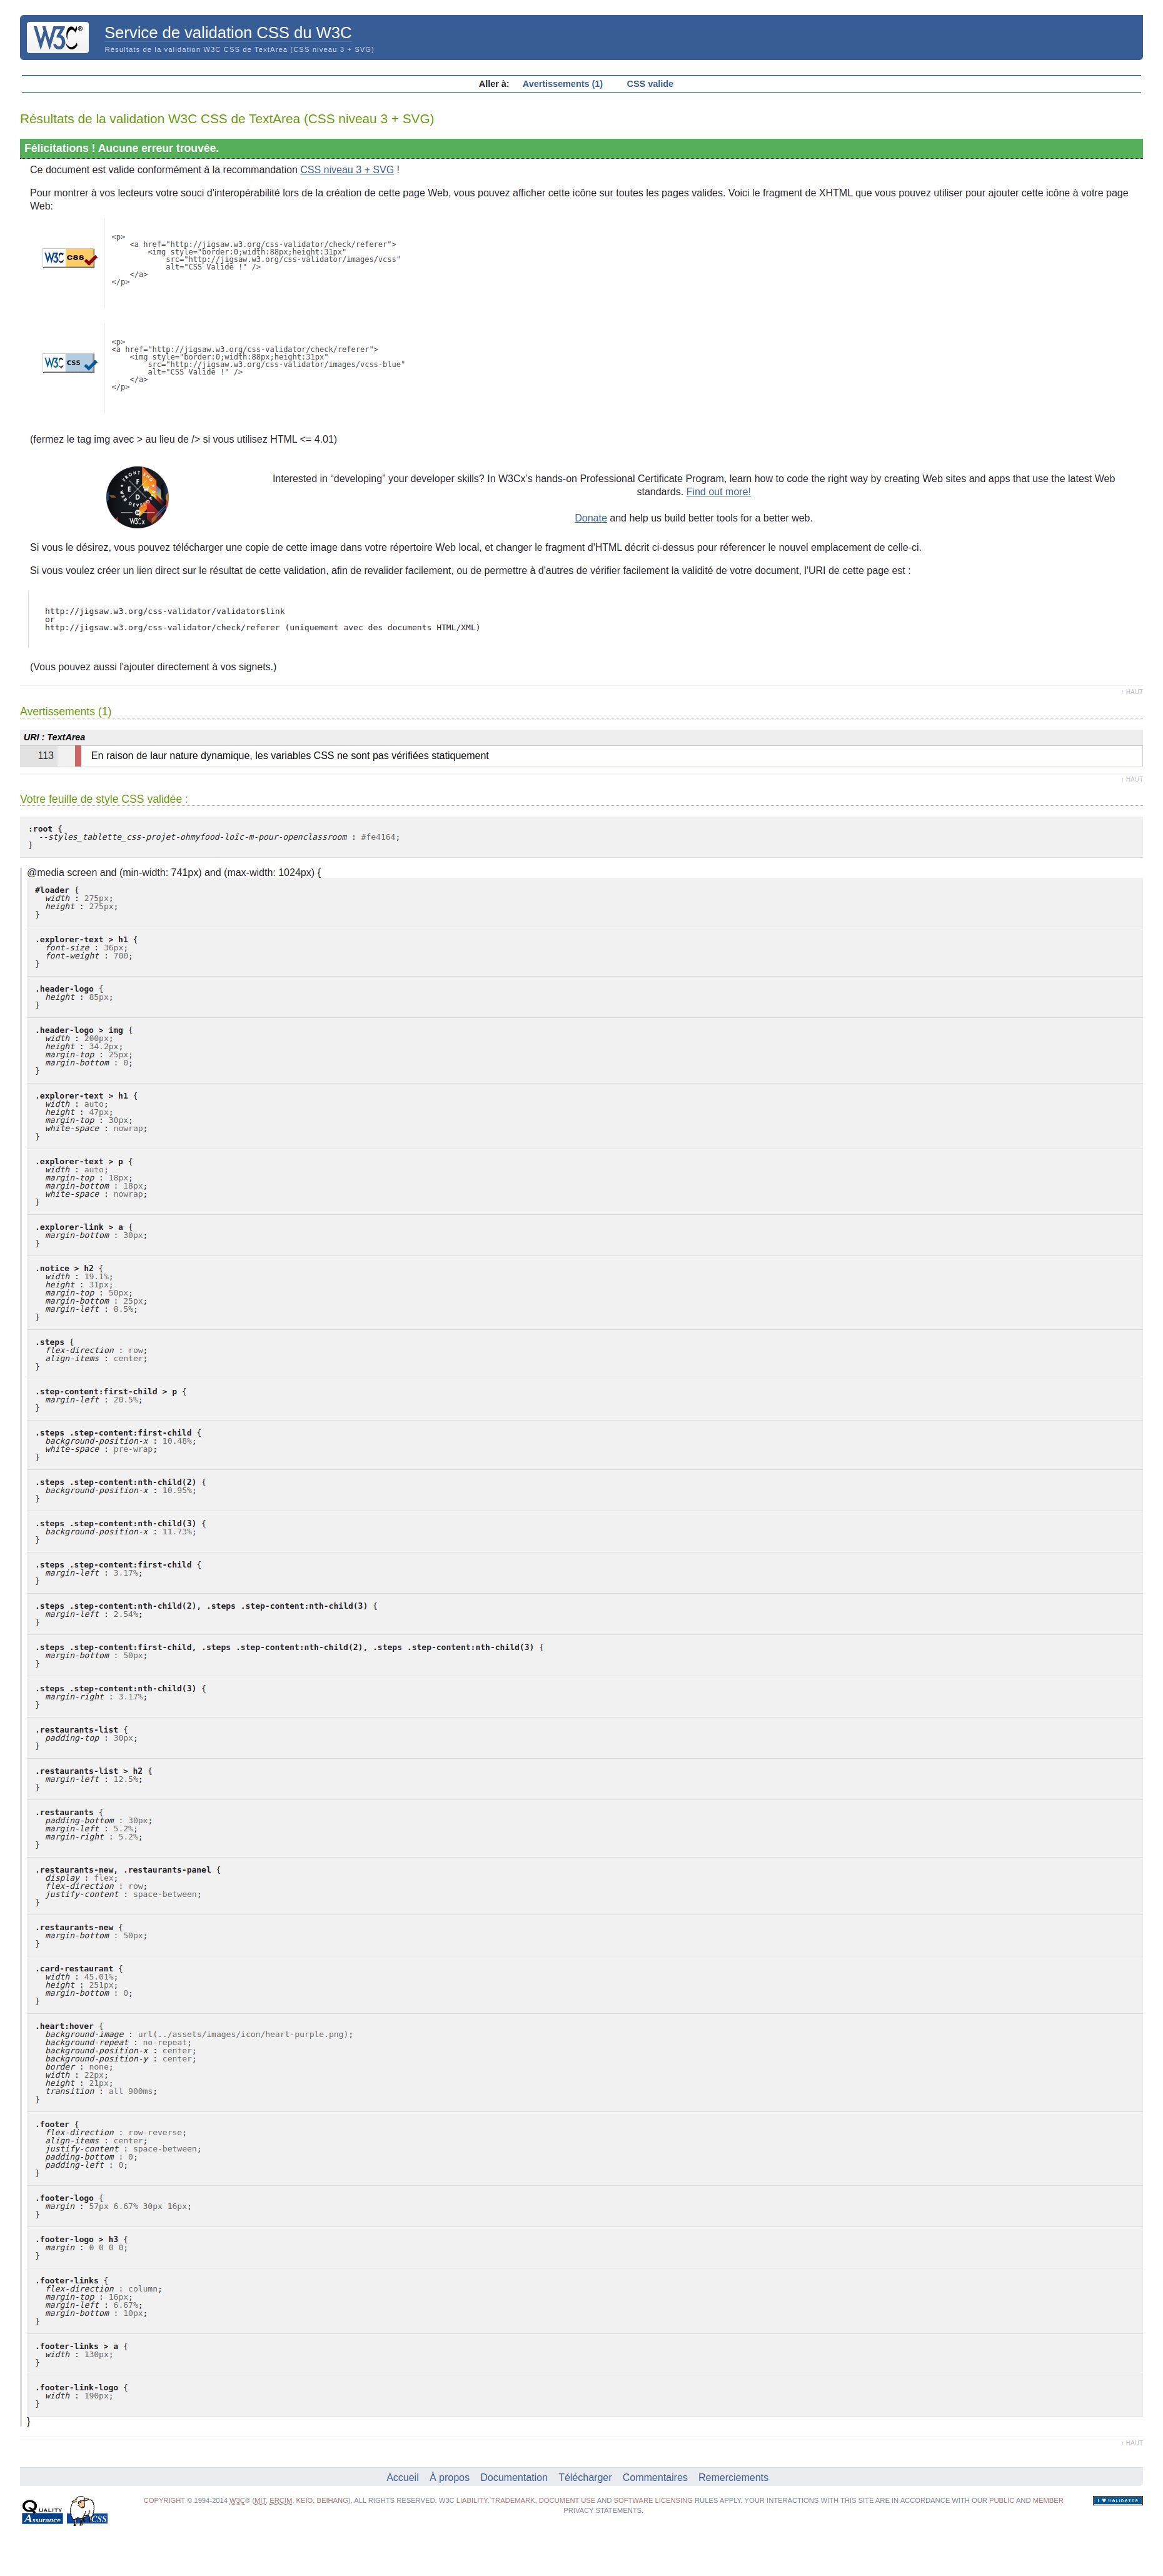 W3C®
Service de validation CSS du W3C
Résultats de la validation W3C CSS de TextArea (CSS niveau 3 + SVG)
Aller à: Avertissements (1) CSS valide
Résultats de la validation W3C CSS de TextArea (CSS niveau 3 + SVG)
Félicitations ! Aucune erreur trouvée.
Ce document est valide conformément à la recommandation CSS niveau 3 + SVG !
Pour montrer à vos lecteurs votre souci d'interopérabilité lors de la création de cette page Web, vous pouvez afficher cette icône sur toutes les pages valides. Voici le fragment de XHTML que vous pouvez utiliser pour ajouter cette icône à votre page
Web:
W3C css
<p>
<a href="http://jigsaw.w3.org/css-validator/check/referer">
<img style="border:0;width:88px;height:31px"
src="http://jigsaw.w3.org/css-validator/images/vcss"
alt="CSS Valide !" />
</a>
</p>
W3C css
<p>
<a href="http://jigsaw.w3.org/css-validator/check/referer">
<img style="border:0;width:88px;height:31px"
src="http://jigsaw.w3.org/css-validator/images/vcss-blue"
alt="CSS Valide !" />
</a>
</p>
(fermez le tag img avec > au lieu de /> si vous utilisez HTML <= 4.01)
Interested in “developing” your developer skills? In W3Cx’s hands-on Professional Certificate Program, learn how to code the right way by creating Web sites and apps that use the latest Web
standards. Find out more!
Donate and help us build better tools for a better web.
Si vous le désirez, vous pouvez télécharger une copie de cette image dans votre répertoire Web local, et changer le fragment d'HTML décrit ci-dessus pour réferencer le nouvel emplacement de celle-ci.
Si vous voulez créer un lien direct sur le résultat de cette validation, afin de revalider facilement, ou de permettre à d'autres de vérifier facilement la validité de votre document, l'URI de cette page est :
http://jigsaw.w3.org/css-validator/validator$link
or
http://jigsaw.w3.org/css-validator/check/referer (uniquement avec des documents HTML/XML)
(Vous pouvez aussi l'ajouter directement à vos signets.)
↑ HAUT
Avertissements (1)
URI : TextArea
113 En raison de laur nature dynamique, les variables CSS ne sont pas vérifiées statiquement
↑ HAUT
Votre feuille de style CSS validée :
:root {
--styles_tablette_css-projet-ohmyfood-loïc-m-pour-openclassroom : #fe4164;
}
@media screen and (min-width: 741px) and (max-width: 1024px) {
#loader {
width : 275px;
height : 275px;
}
.explorer-text > h1 {
font-size : 36px;
font-weight : 700;
}
.header-logo {
height : 85px;
}
.header-logo > img {
width : 200px;
height : 34.2px;
margin-top : 25px;
margin-bottom : 0;
}
.explorer-text > h1 {
width : auto;
height : 47px;
margin-top : 30px;
white-space : nowrap;
}
.explorer-text > p {
width : auto;
margin-top : 18px;
margin-bottom : 18px;
white-space : nowrap;
}
.explorer-link > a {
margin-bottom : 30px;
}
.notice > h2 {
width : 19.1%;
height : 31px;
margin-top : 50px;
margin-bottom : 25px;
margin-left : 8.5%;
}
.steps {
flex-direction : row;
align-items : center;
}
.step-content:first-child > p {
margin-left : 20.5%;
}
.steps .step-content:first-child {
background-position-x : 10.48%;
white-space : pre-wrap;
}
.steps .step-content:nth-child(2) {
background-position-x : 10.95%;
}
.steps .step-content:nth-child(3) {
background-position-x : 11.73%;
}
.steps .step-content:first-child {
margin-left : 3.17%;
}
.steps .step-content:nth-child(2), .steps .step-content:nth-child(3) {
margin-left : 2.54%;
}
.steps .step-content:first-child, .steps .step-content:nth-child(2), .steps .step-content:nth-child(3) {
margin-bottom : 50px;
}
.steps .step-content:nth-child(3) {
margin-right : 3.17%;
}
.restaurants-list {
padding-top : 30px;
}
.restaurants-list > h2 {
margin-left : 12.5%;
}
.restaurants {
padding-bottom : 30px;
margin-left : 5.2%;
margin-right : 5.2%;
}
.restaurants-new, .restaurants-panel {
display : flex;
flex-direction : row;
justify-content : space-between;
}
.restaurants-new {
margin-bottom : 50px;
}
.card-restaurant {
width : 45.01%;
height : 251px;
margin-bottom : 0;
}
.heart:hover {
background-image : url(../assets/images/icon/heart-purple.png);
background-repeat : no-repeat;
background-position-x : center;
background-position-y : center;
border : none;
width : 22px;
height : 21px;
transition : all 900ms;
}
.footer {
flex-direction : row-reverse;
align-items : center;
justify-content : space-between;
padding-bottom : 0;
padding-left : 0;
}
.footer-logo {
margin : 57px 6.67% 30px 16px;
}
.footer-logo > h3 {
margin : 0 0 0 0;
}
.footer-links {
flex-direction : column;
margin-top : 16px;
margin-left : 6.67%;
margin-bottom : 10px;
}
.footer-links > a {
width : 130px;
}
.footer-link-logo {
width : 190px;
}
}
↑ HAUT
Accueil À propos Documentation Télécharger Commentaires Remerciements
QUALITY Assurance CSS
COPYRIGHT © 1994-2014 W3C® (MIT, ERCIM, KEIO, BEIHANG), ALL RIGHTS RESERVED. W3C LIABILITY, TRADEMARK, DOCUMENT USE AND SOFTWARE LICENSING RULES APPLY. YOUR INTERACTIONS WITH THIS SITE ARE IN ACCORDANCE WITH OUR PUBLIC AND MEMBER
PRIVACY STATEMENTS.
I ♥ VALIDATOR